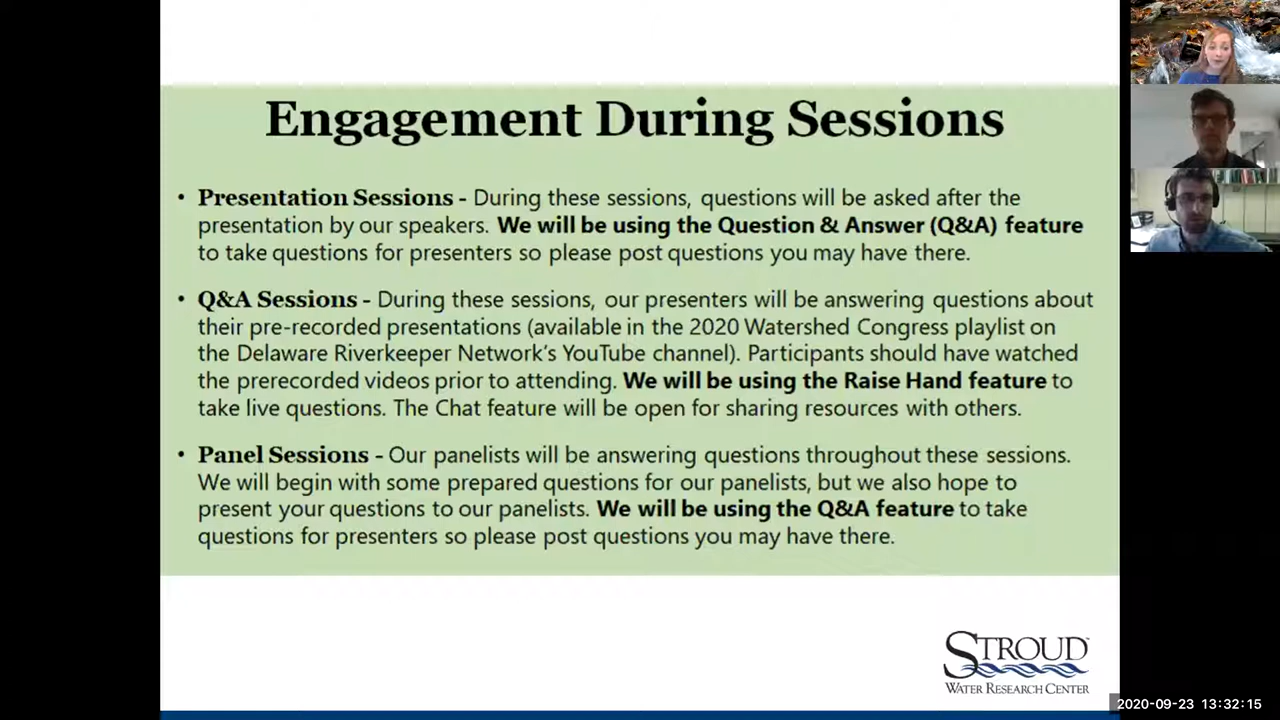 Engagement During Sessions
• Presentation Sessions - During these sessions, questions will be asked after the
presentation by our speakers. We will be using the Question & Answer (Q&A) feature
to take questions for presenters so please post questions you may have there.
• Q&A Sessions - During these sessions, our presenters will be answering questions about
their pre-recorded presentations (available in the 2020 Watershed Congress playlist on
the Delaware Riverkeeper Network’s YouTube channel). Participants should have watched
the prerecorded videos prior to attending. We will be using the Raise Hand feature to
take live questions. The Chat feature will be open for sharing resources with others.
• Panel Sessions - Our panelists will be answering questions throughout these sessions.
We will begin with some prepared questions for our panelists, but we also hope to
present your questions to our panelists. We will be using the Q&A feature to take
questions for presenters so please post questions you may have there.
STROUD™
WATER RESEARCH CENTER
2020-09-23 13:32:15